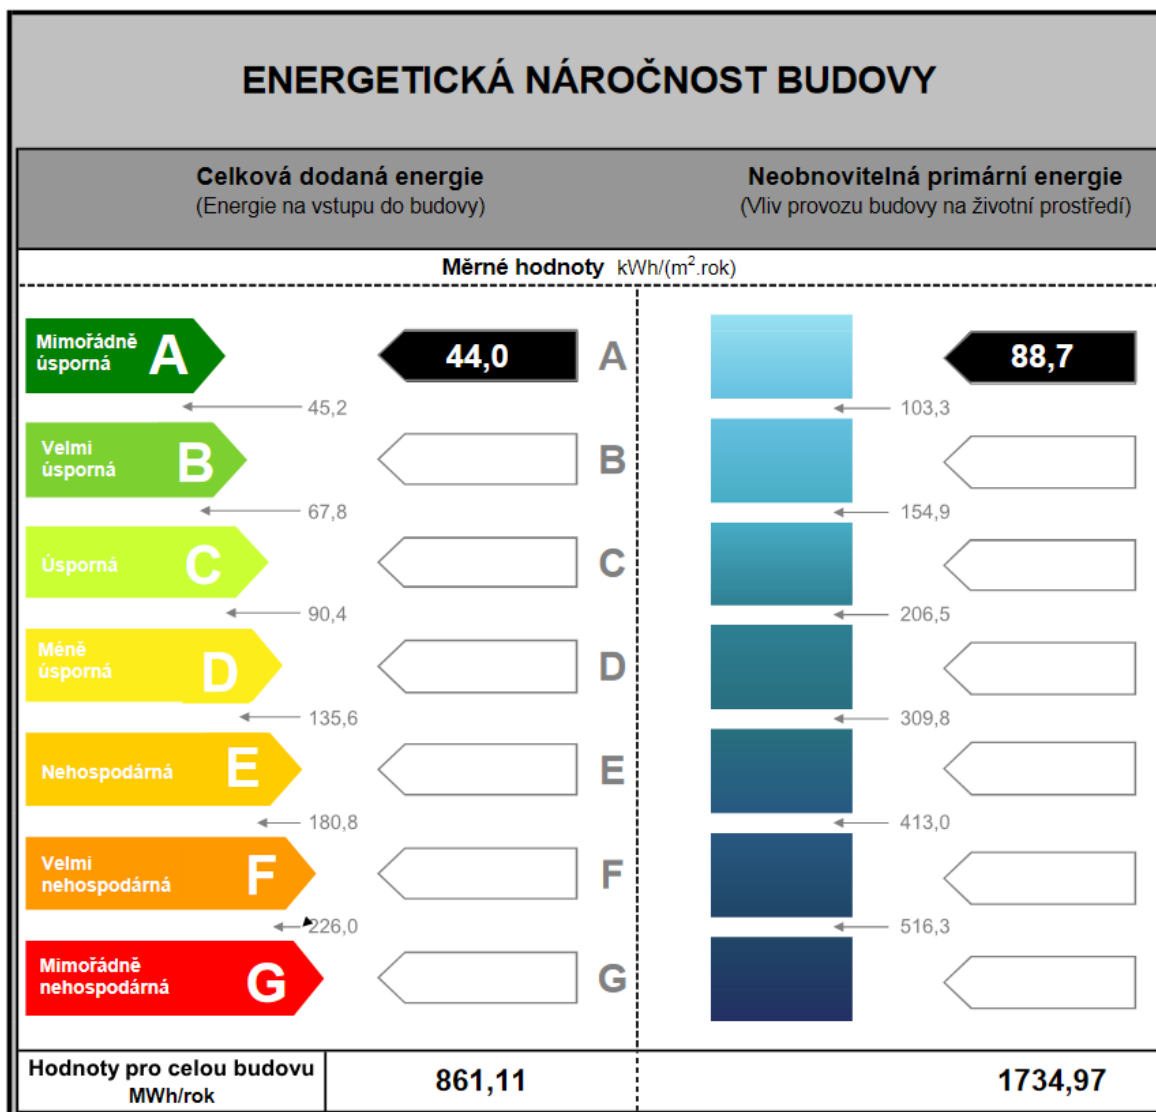 ENERGETICKÁ NÁROČNOST BUDOVY
Celková dodaná energie
(Energie na vstupu do budovy)
Neobnovitelná primární energie
(Vliv provozu budovy na životní prostředí)
Měrné hodnoty kWh/(m².rok)
Mimořádně
úsporná
A
44,0
A
88,7
45,2
103,3
Velmi
úsporná
B
B
67,8
154,9
Úsporná
C
C
90,4
206,5
Méně
úsporná
D
D
135,6
309,8
Nehospodárná
E
E
180,8
413,0
Velmi
nehospodárná
F
F
226,0
516,3
Mimořádně
nehospodárná
G
G
Hodnoty pro celou budovu
MWh/rok
861,11
1734,97